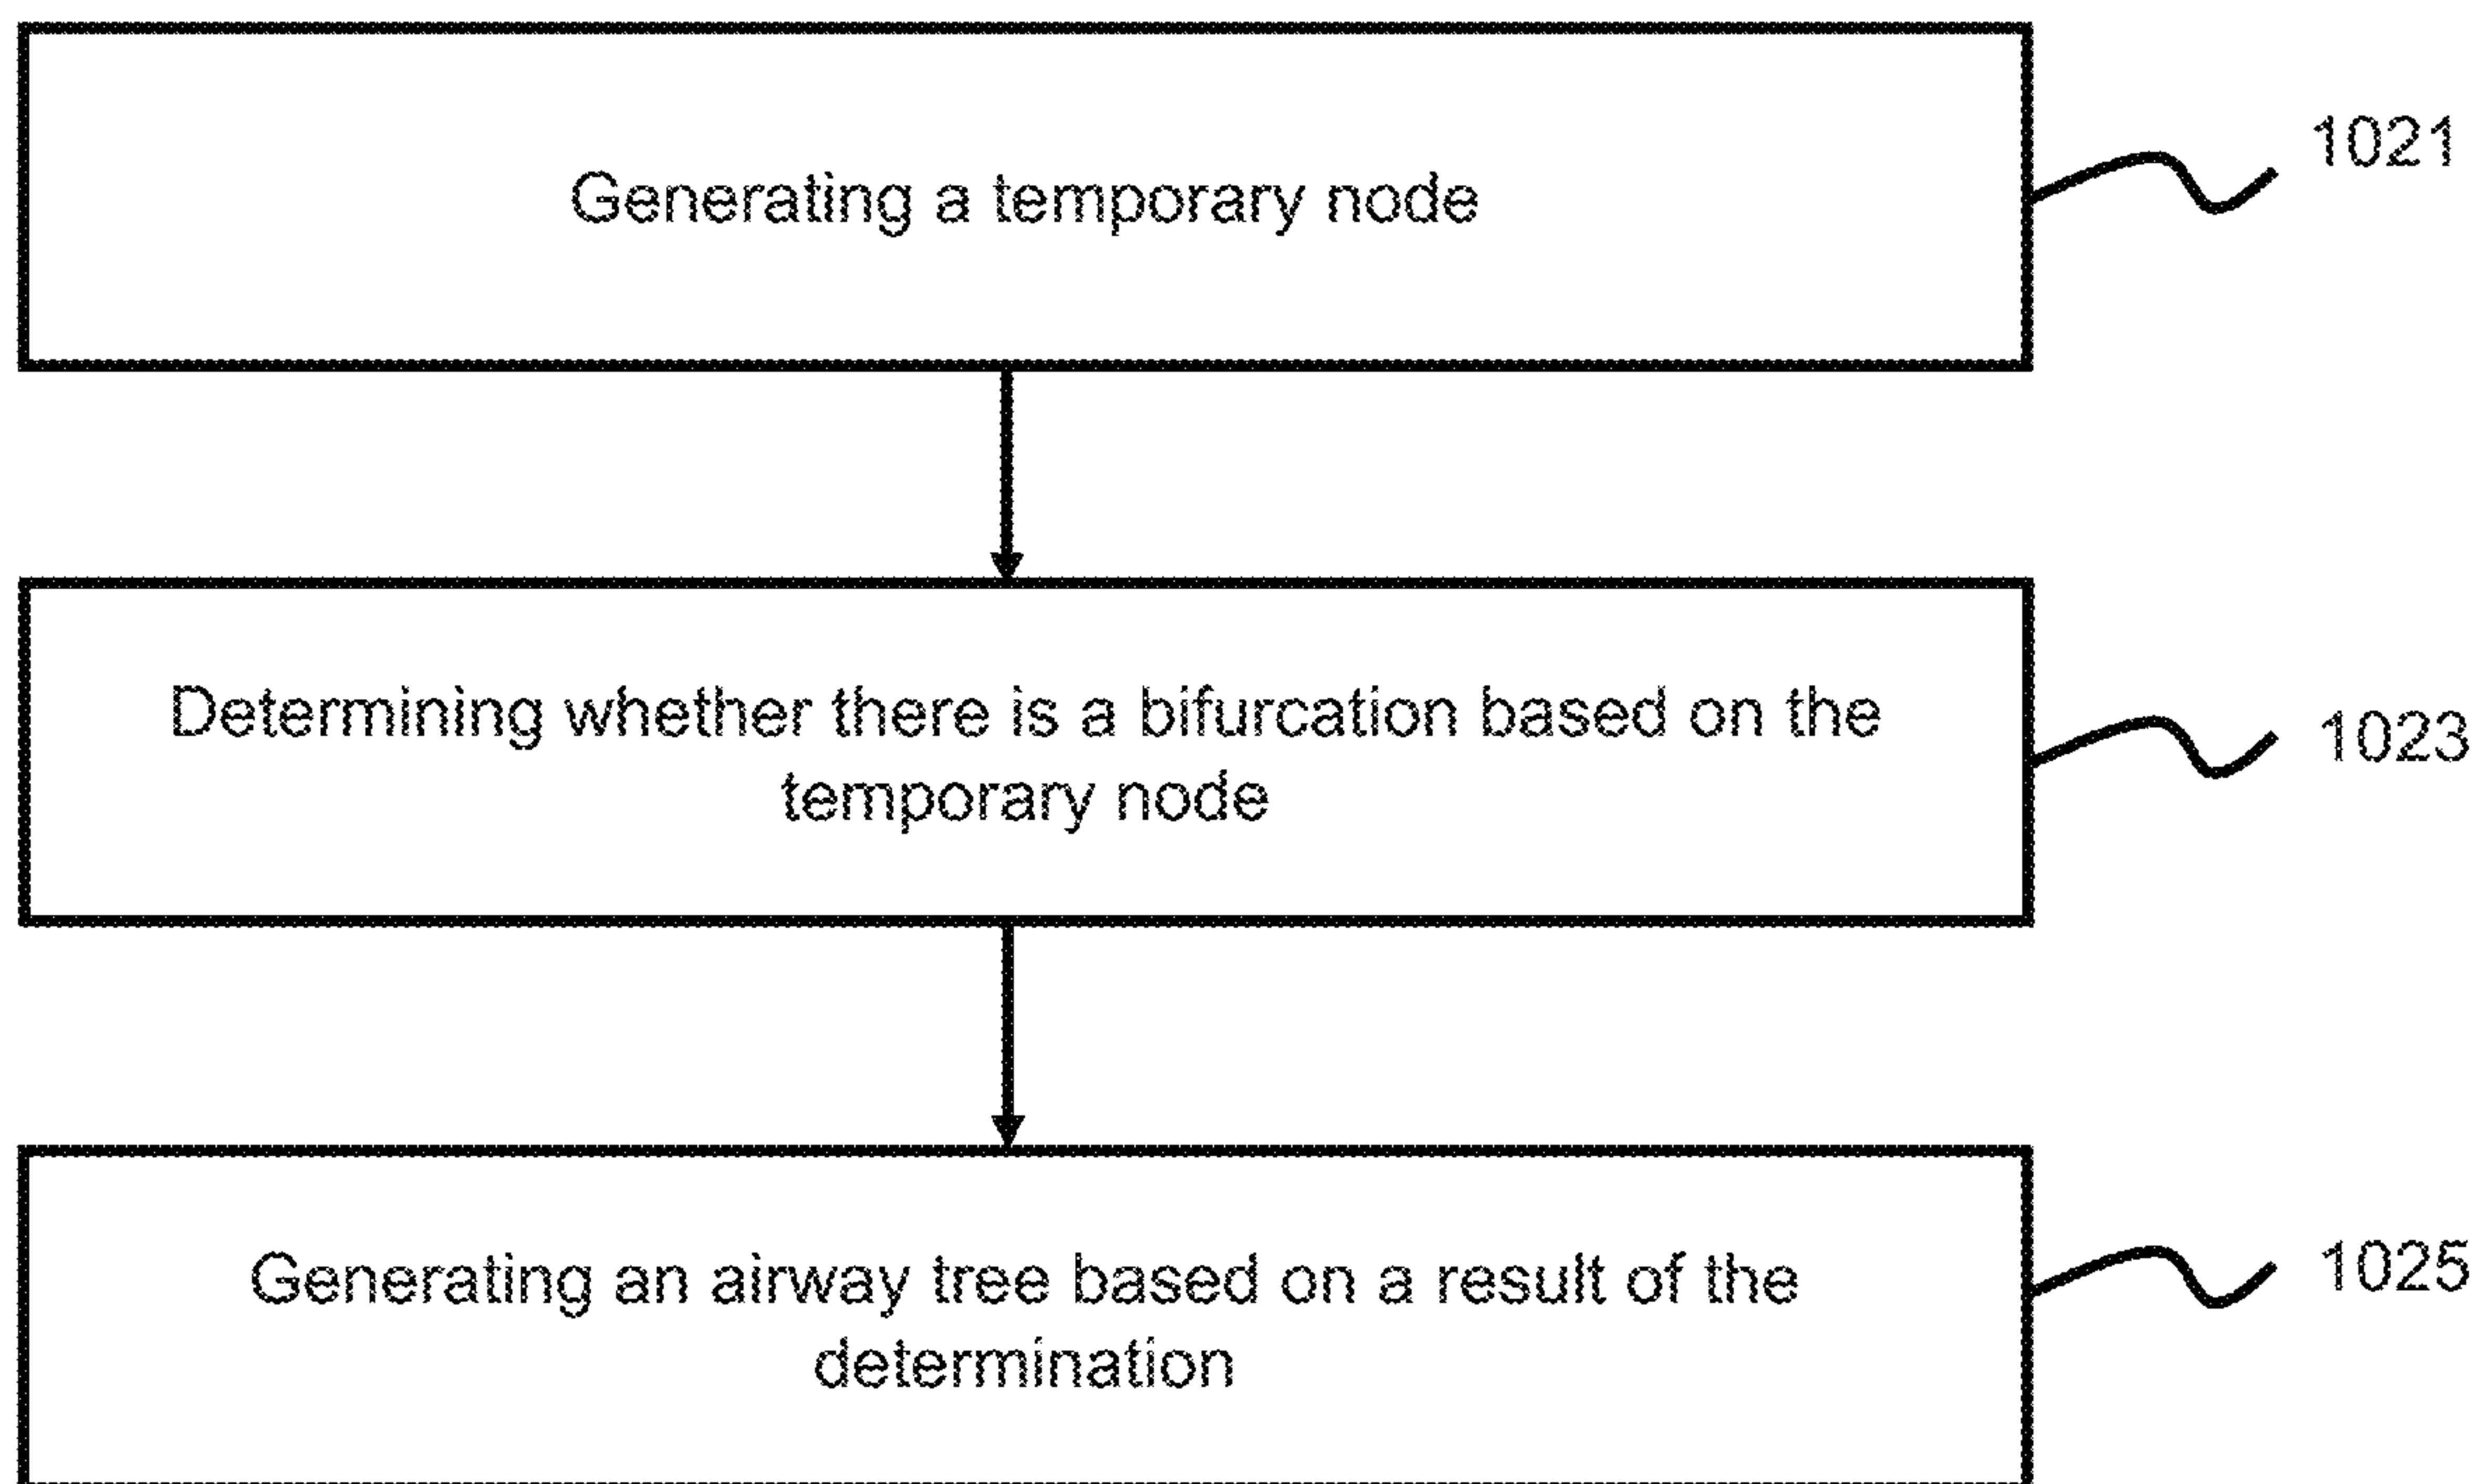 Generating a temporary node
1021
Determining whether there is a bifurcation based on the
temporary node
1023
Generating an airway tree based on a result of the
determination
1025